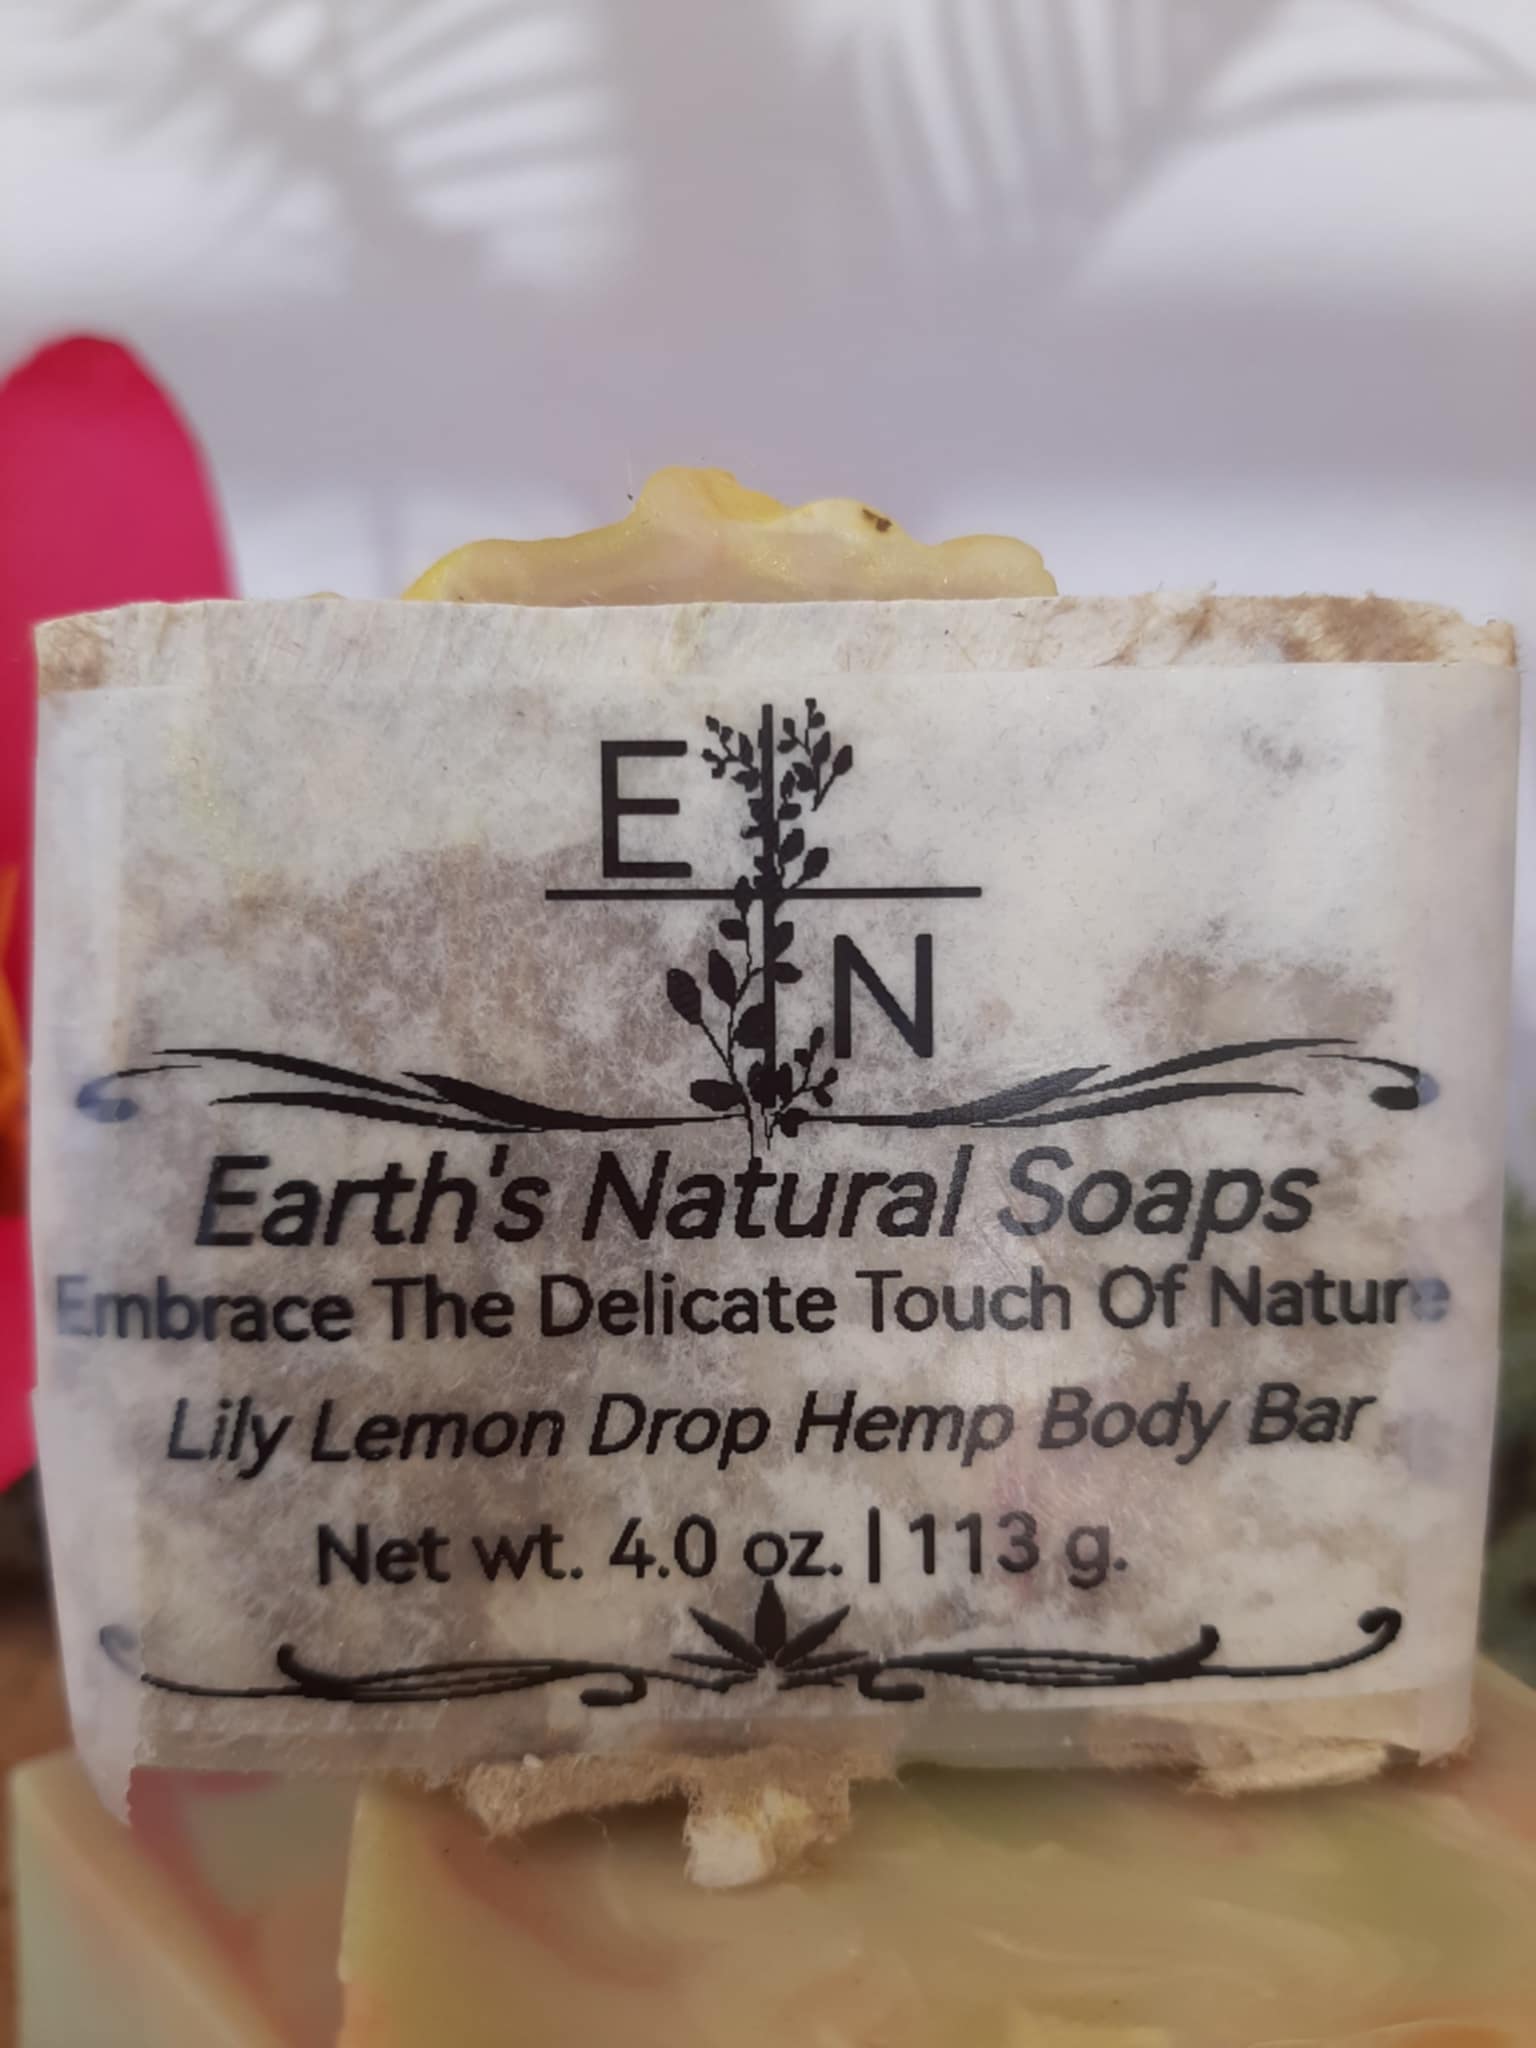 E
N
Earth's Natural Soaps
Embrace The Delicate Touch Of Nature
Lily Lemon Drop Hemp Body Bar
Net wt. 4.0 oz. | 113 g.